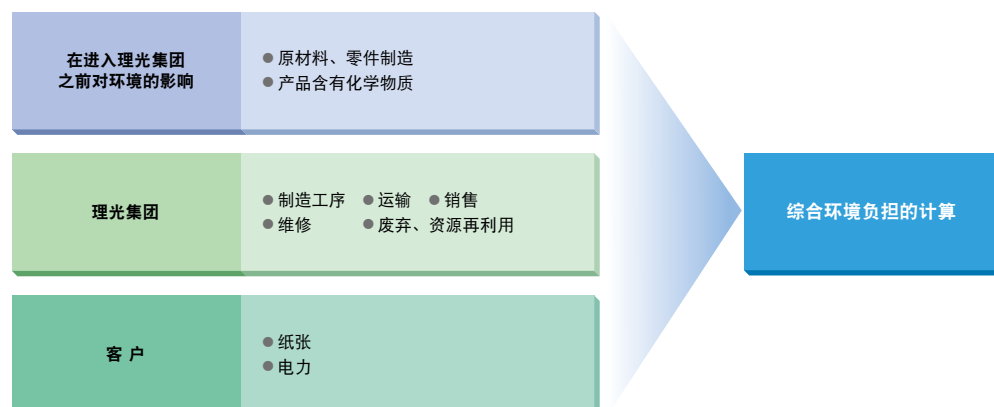 在进入理光集团
之前对环境的影响
● 原材料、零件制造
● 产品含有化学物质
理光集团
● 制造工序 ● 运输 ● 销售
● 维修 ● 废弃、资源再利用
综合环境负担的计算
客 户
● 纸张
● 电力